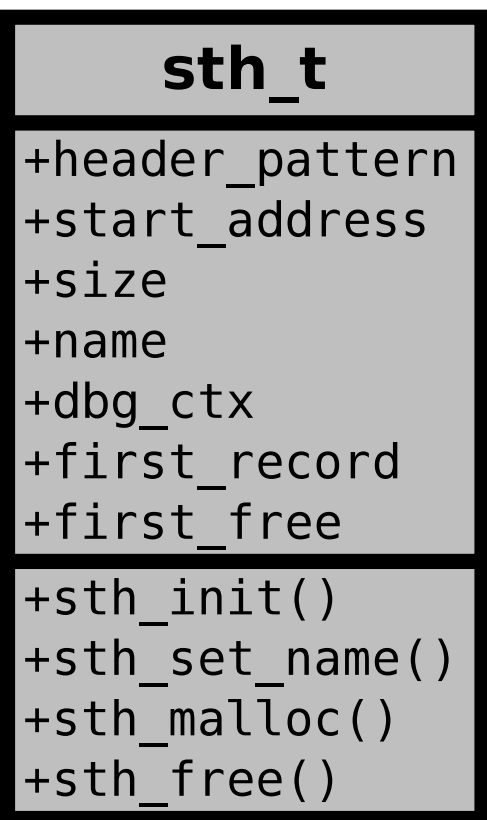 sth_t
+header_pattern
+start_address
+size
+name
+dbg_ctx
+first_record
+first_free
+sth_init()
+sth_set_name()
+sth_malloc()
+sth_free()